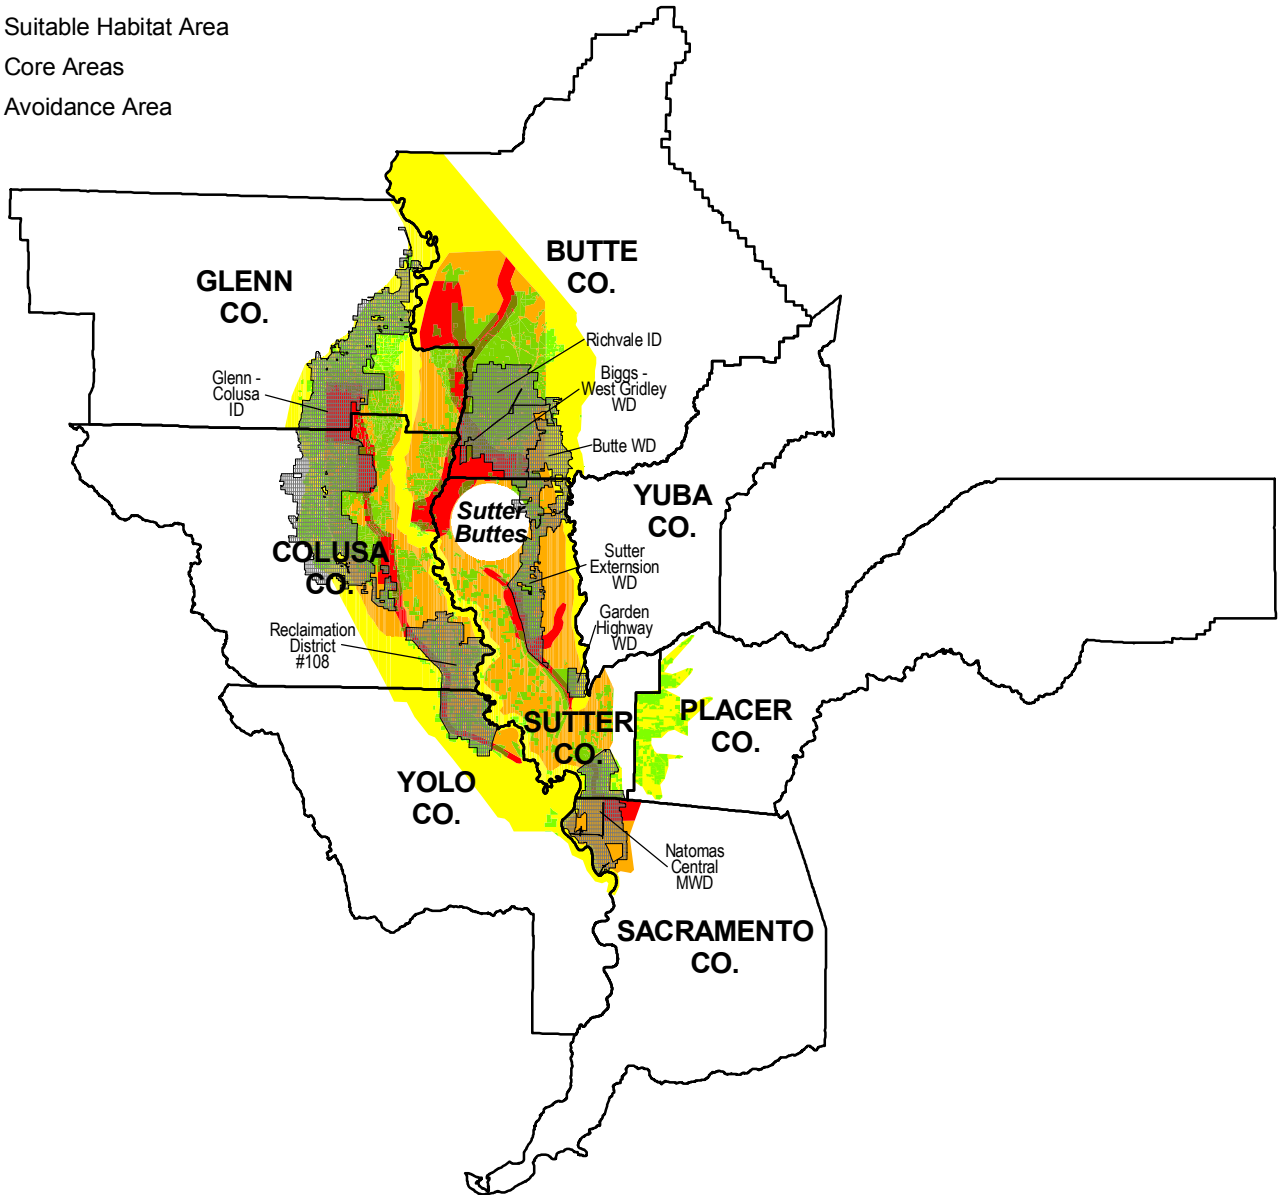 Suitable Habitat Area
Core Areas
Avoidance Area
BUTTE
CO.
GLENN
CO.
Richvale ID
Biggs -
West Gridley
WD
Glenn -
Colusa
ID
Butte WD
YUBA
CO.
Sutter
Buttes
COLUSA
CO.
Sutter
Externsion
WD
Garden
Highway
WD
Reclaimation
District
#108
SUTTER
CO.
PLACER
CO.
YOLO
CO.
Natomas
Central
MWD
SACRAMENTO
CO.